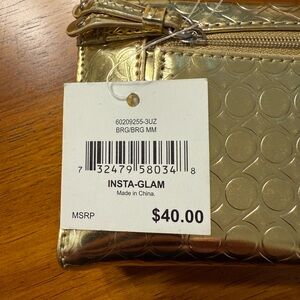 60209255-3UZ
BRG/BRG MM
7 32479 58034 8
INSTA-GLAM
Made in China.
MSRP $40.00